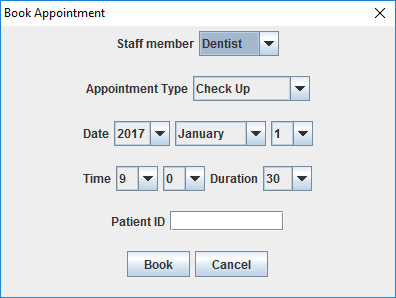 Book Appointment
Staff member Dentist
Appointment Type Check Up
Date 2017 January 1
Time 9 0 Duration 30
Patient ID
Book Cancel